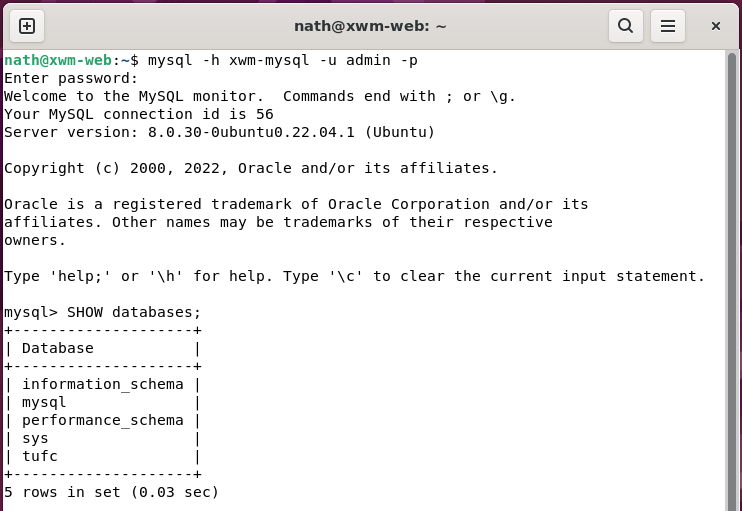 nath@xwm-web: ~
nath@xwm-web:~$ mysql -h xwm-mysql -u admin -p
Enter password:
Welcome to the MySQL monitor.  Commands end with ; or \g.
Your MySQL connection id is 56
Server version: 8.0.30-0ubuntu0.22.04.1 (Ubuntu)
Copyright (c) 2000, 2022, Oracle and/or its affiliates.
Oracle is a registered trademark of Oracle Corporation and/or its
affiliates. Other names may be trademarks of their respective
owners.
Type 'help;' or '\h' for help. Type '\c' to clear the current input statement.
mysql> SHOW databases;
+--------------------+
| Database           |
+--------------------+
| information_schema |
| mysql              |
| performance_schema |
| sys                |
| tufc               |
+--------------------+
5 rows in set (0.03 sec)